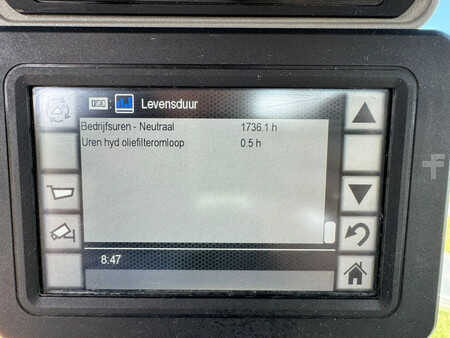 Levensduur
Bedrijfsuren - Neutraal 1736.1 h
Uren hyd oliefilteromloop 0.5 h
8:47